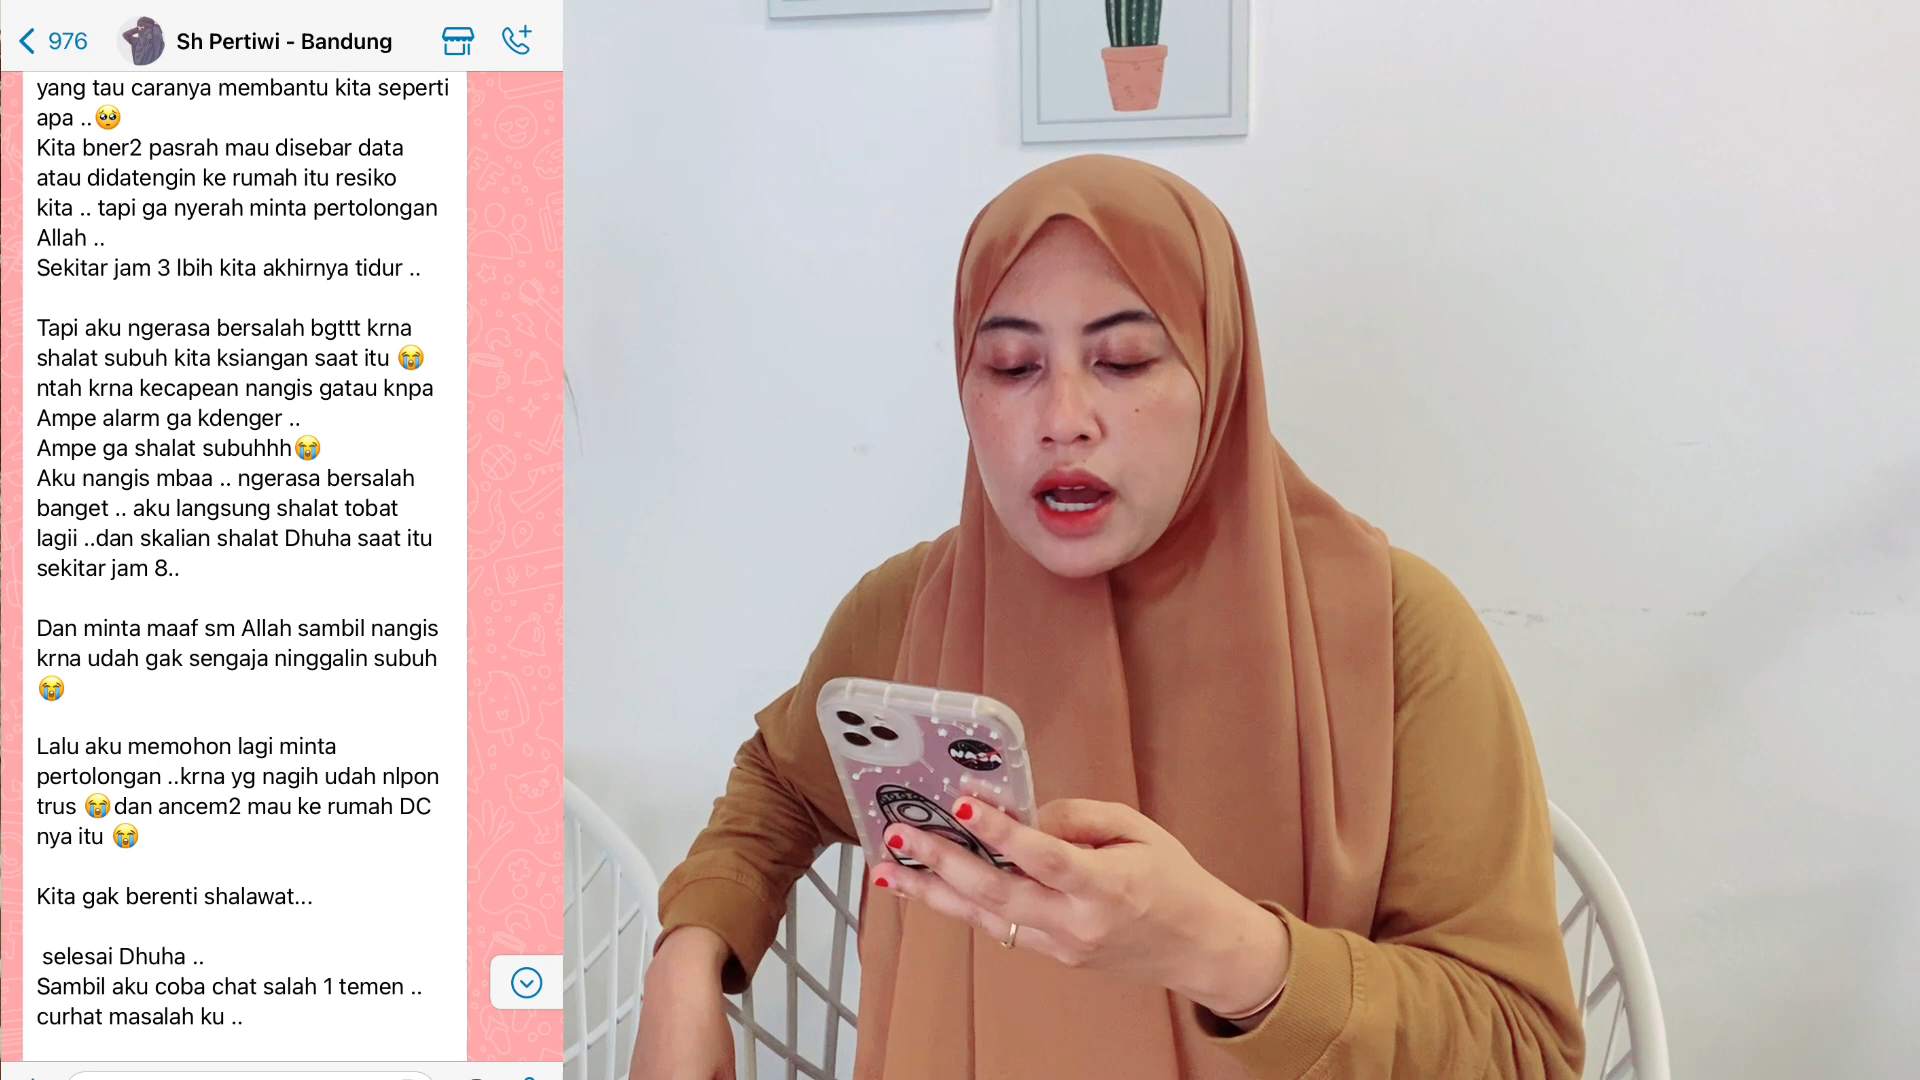 976
Sh Pertiwi - Bandung
yang tau caranya membantu kita seperti
apa ..🥺
Kita bner2 pasrah mau disebar data
atau didatengin ke rumah itu resiko
kita .. tapi ga nyerah minta pertolongan
Allah ..
Sekitar jam 3 lbih kita akhirnya tidur ..
Tapi aku ngerasa bersalah bgttt krna
shalat subuh kita ksiangan saat itu 😭
ntah krna kecapean nangis gatau knpa
Ampe alarm ga kdenger ..
Ampe ga shalat subuhhh😭
Aku nangis mbaa .. ngerasa bersalah
banget .. aku langsung shalat tobat
lagii ..dan skalian shalat Dhuha saat itu
sekitar jam 8..
Dan minta maaf sm Allah sambil nangis
krna udah gak sengaja ninggalin subuh
😭
Lalu aku memohon lagi minta
pertolongan ..krna yg nagih udah nlpon
trus 😭dan ancem2 mau ke rumah DC
nya itu 😭
Kita gak berenti shalawat...
selesai Dhuha ..
Sambil aku coba chat salah 1 temen ..
curhat masalah ku ..